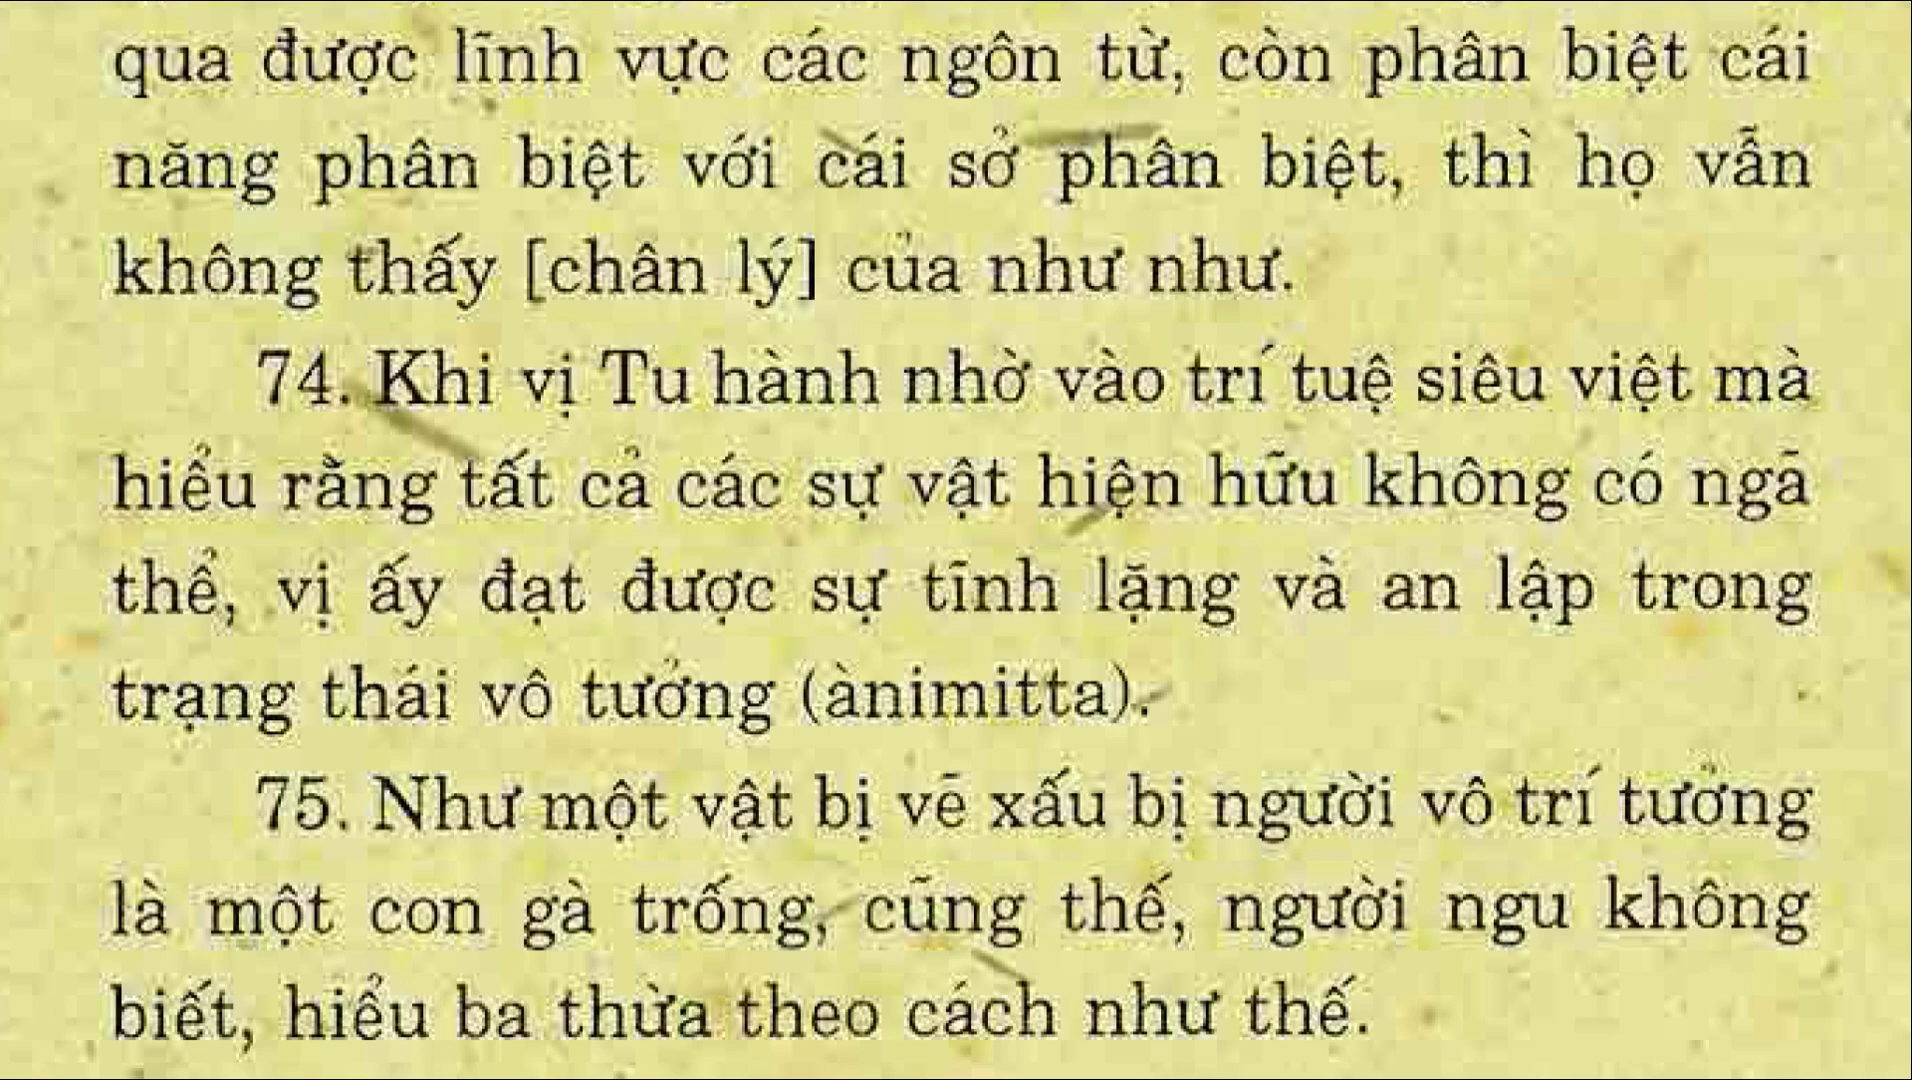 qua được lĩnh vực các ngôn từ, còn phân biệt cái
năng phân biệt với cái sở phân biệt, thì họ vẫn
không thấy [chân lý] của như như.
74. Khi vị Tu hành nhờ vào trí tuệ siêu việt mà
hiểu rằng tất cả các sự vật hiện hữu không có ngã
thể, vị ấy đạt được sự tĩnh lặng và an lập trong
trạng thái vô tưởng (ànimitta).
75. Như một vật bị vẽ xấu bị người vô trí tưởng
là một con gà trống, cũng thế, người ngu không
biết, hiểu ba thừa theo cách như thế.